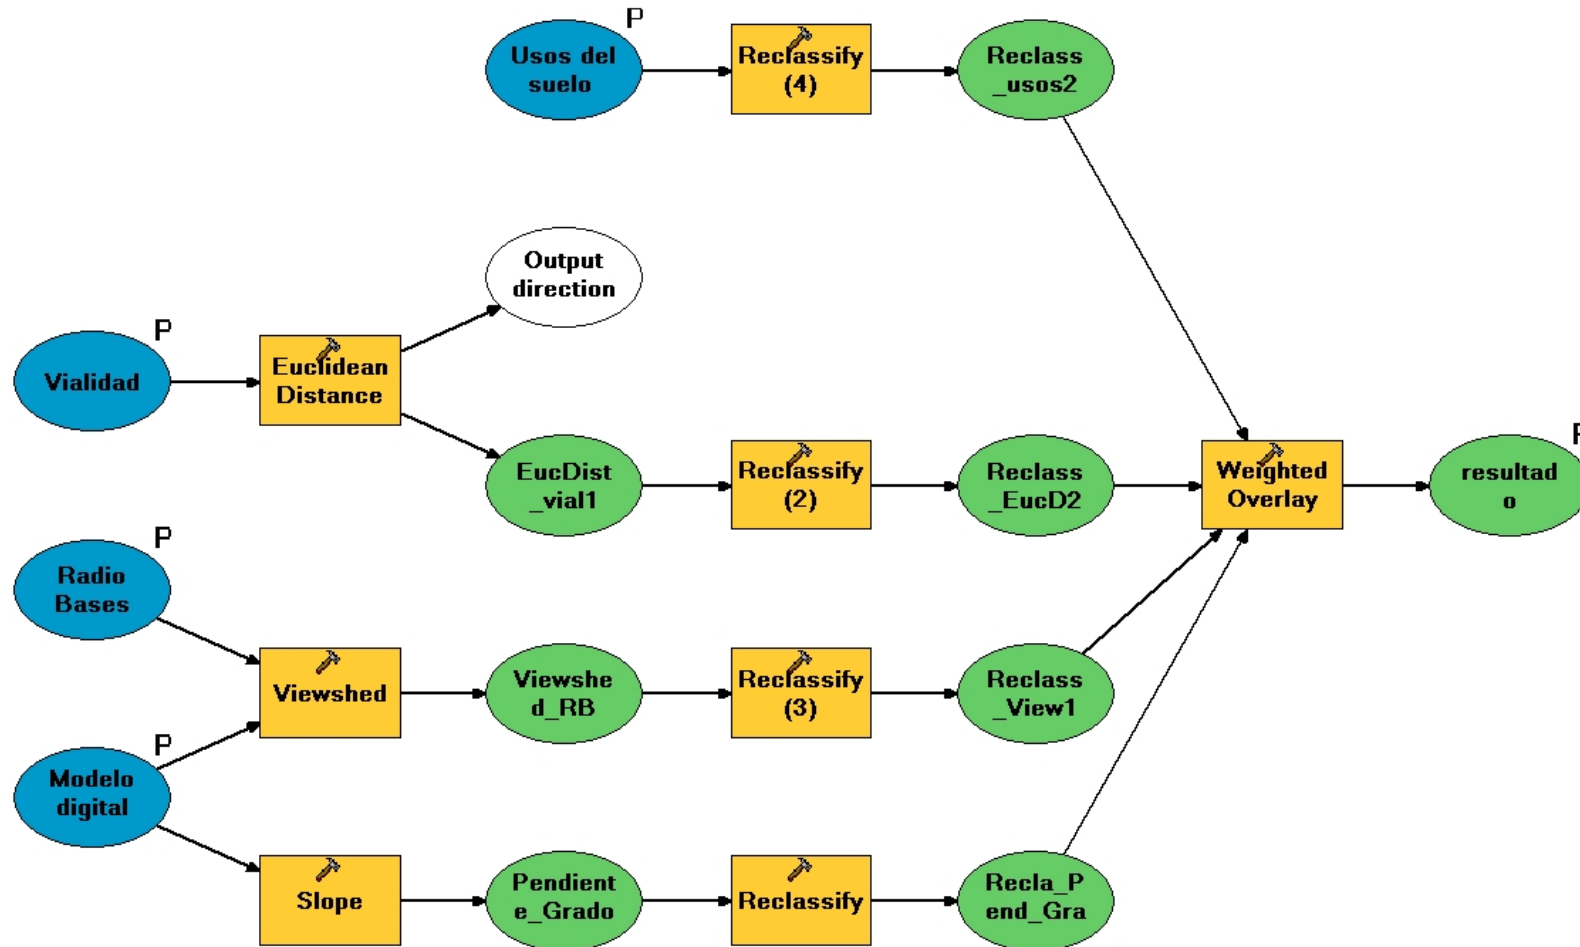 P
Usos del
suelo
Reclassify
(4)
Reclass
_usos2
Output
direction
P
Vialidad
Euclidean
Distance
EucDist
_vial1
Reclassify
(2)
Reclass
_EucD2
Weighted
Overlay
P
resultad
o
P
Radio
Bases
Viewshed
Viewshe
d_RB
Reclassify
(3)
Reclass
_View1
P
Modelo
digital
Slope
Pendient
e_Grado
Reclassify
Recla_P
end_Gra